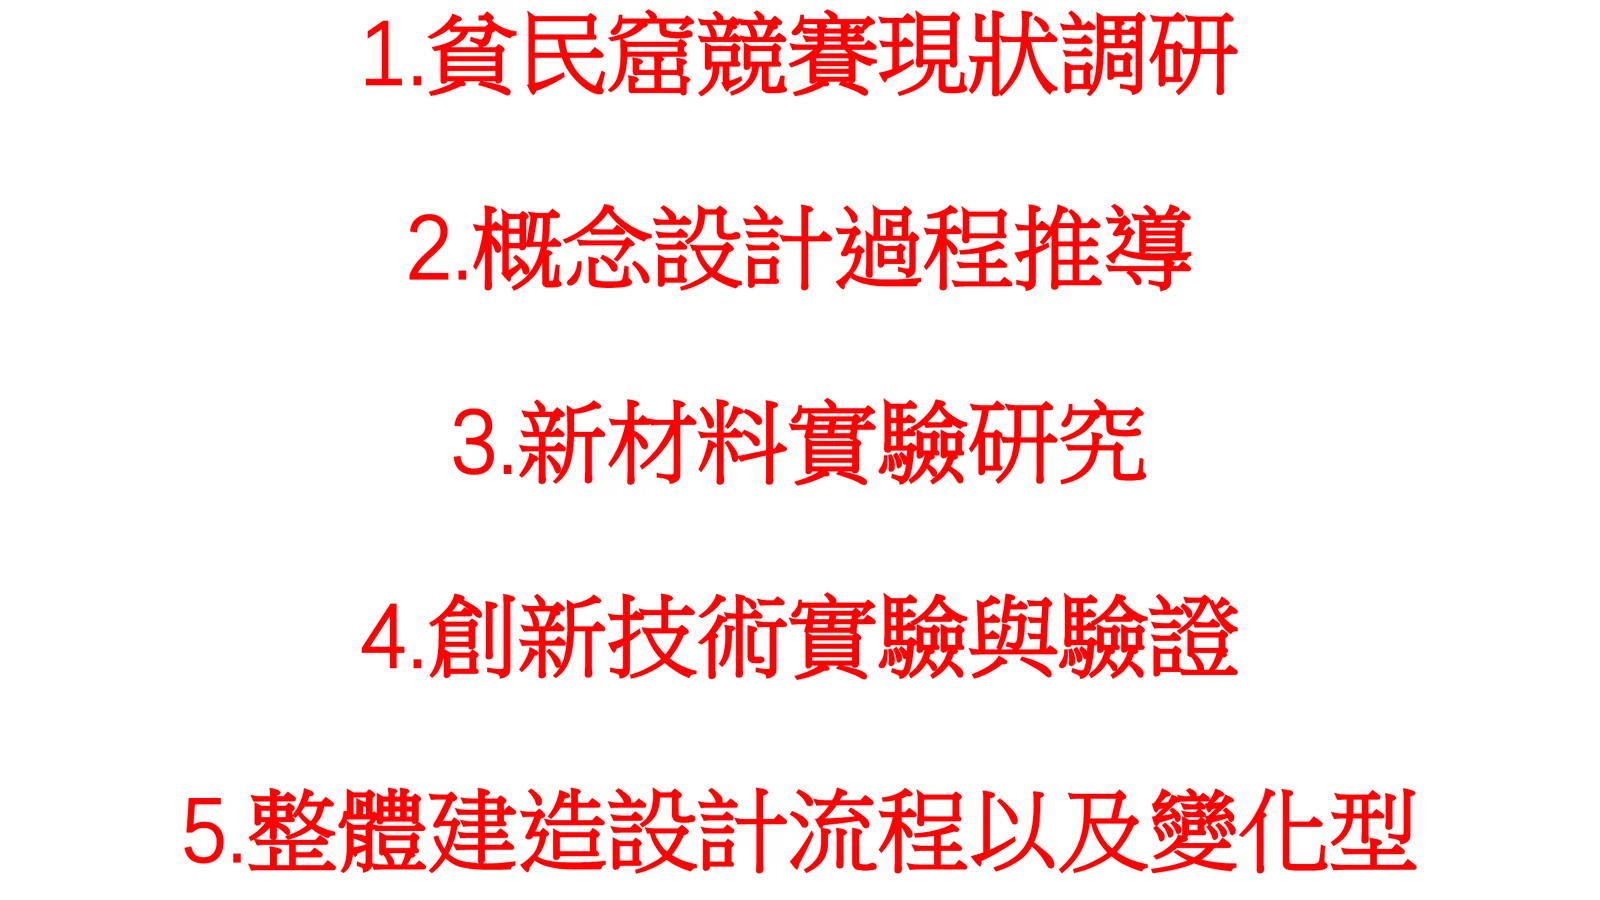 1.貧民窟競賽現狀調研
2.概念設計過程推導
3.新材料實驗研究
4.創新技術實驗與驗證
5.整體建造設計流程以及變化型